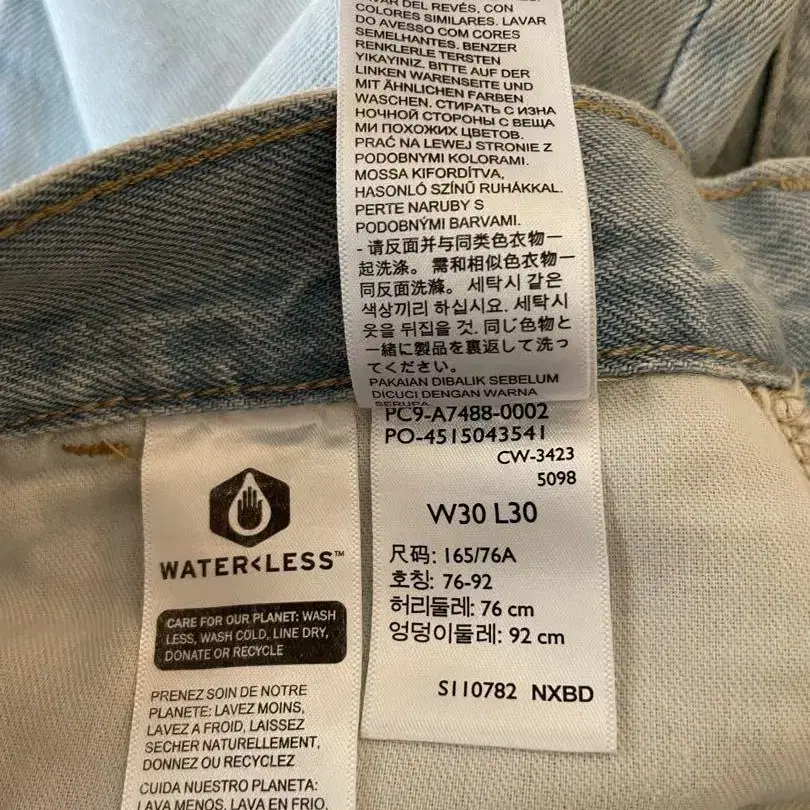 VAR DEL REVÉS, CON
COLORES SIMILARES. LAVAR
DO AVESSO COM CORES
SEMELHANTES. BENZER
RENKLERLE TERSTEN
YIKAYINIZ. BITTE AUF DER
LINKEN WARENSEITE UND
MIT ÄHNLICHEN FARBEN
WASCHEN. СТИРАТЬ С ИЗНА
НОЧНОЙ СТОРОНЫ С ВЕЩА
МИ ПОХОЖИХ ЦВЕТОВ.
PRAĆ NA LEWEJ STRONIE Z
PODOBNYMI KOLORAMI.
MOSSA KIFORDÍTVA,
HASONLÓ SZÍNŰ RUHÁKKAL.
PERTE NARUBY S
PODOBNÝMI BARVAMI.
- 请反面并与同类色衣物一
起洗涤。需和相似色衣物一
同反面洗滌。세탁시 같은
색상끼리 하십시요. 세탁시
옷을 뒤집을 것. 同じ色物と
一緒に製品を裏返して洗っ
てください。
PAKAIAN DIBALIK SEBELUM
DICUCI DENGAN WARNA
SERUPA
PC9-A7488-0002
PO-4515043541
CW-3423
5098
W30 L30
尺码: 165/76A
호칭: 76-92
허리둘레: 76 cm
엉덩이둘레: 92 cm
S110782 NXBD
WATER<LESS™
CARE FOR OUR PLANET: WASH
LESS, WASH COLD, LINE DRY,
DONATE OR RECYCLE
PRENEZ SOIN DE NOTRE
PLANETE: LAVEZ MOINS,
LAVEZ A FROID, LAISSEZ
SECHER NATURELLEMENT,
DONNEZ OU RECYCLEZ
CUIDA NUESTRO PLANETA:
LAVA MENOS, LAVA EN FRIO,